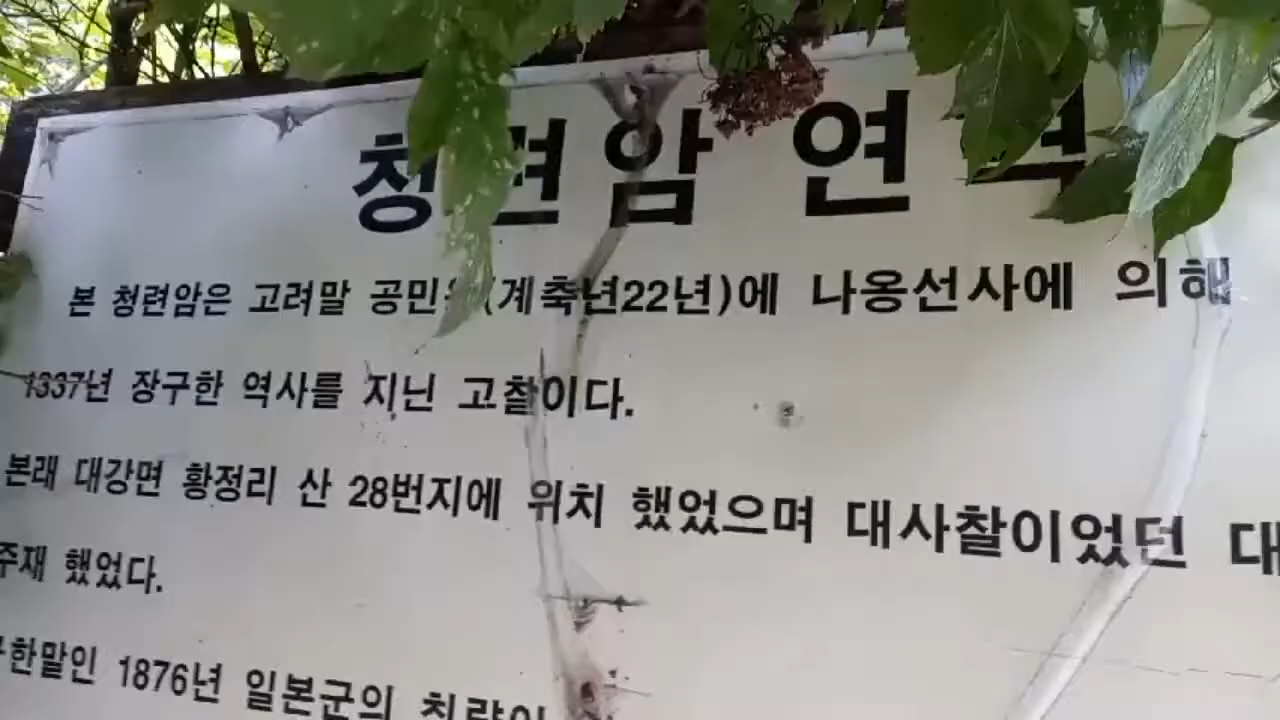 청련암 연혁
본 청련암은 고려말 공민왕(계축년22년)에 나옹선사에 의해
1337년 장구한 역사를 지닌 고찰이다.
본래 대강면 황정리 산 28번지에 위치 했었으며 대사찰이었던 대
주재 했었다.
구한말인 1876년 일본군의